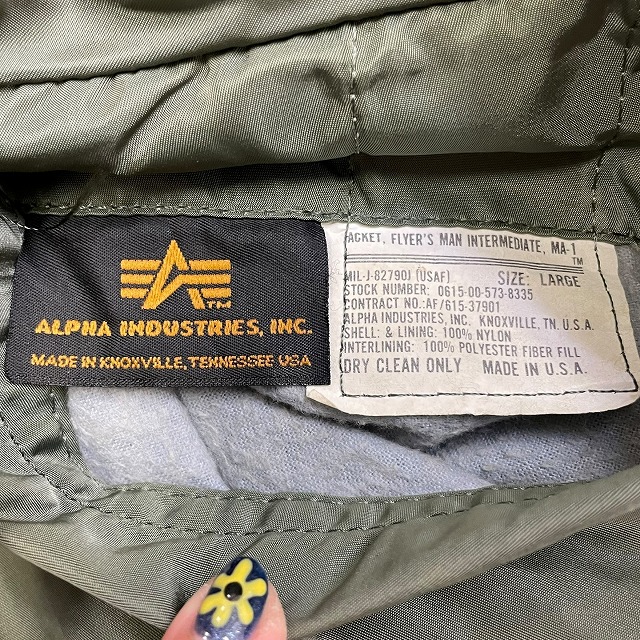 TM
ALPHA INDUSTRIES, INC.
MADE IN KNOXVILLE, TENNESSEE USA
ACKET, FLYER'S MAN INTERMEDIATE, MA-1
TM
MIL-J-8279J (USAF) SIZE: LARGE
STOCK NUMBER: 0615-00-573-8335
CONTRACT NO: AF/615-37901
ALPHA INDUSTRIES, INC. KNOXVILLE, TN. U.S.A.
SHELL & LINING: 100% NYLON
INTERLINING: 100% POLYESTER FIBER FILL
DRY CLEAN ONLY MADE IN U.S.A.